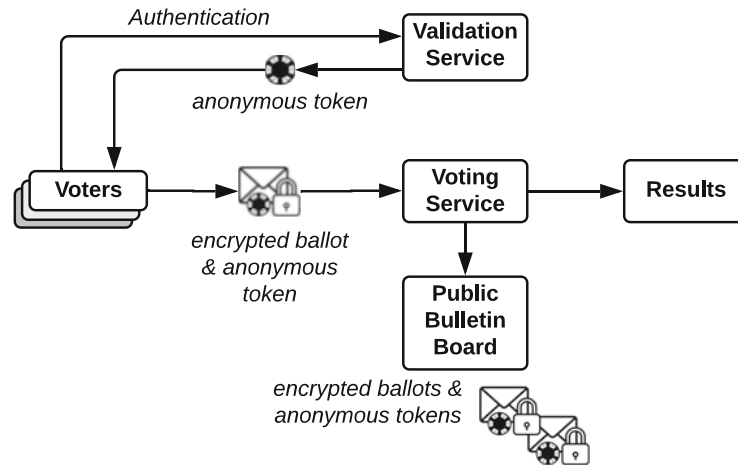 Authentication
Validation
Service
anonymous token
Voters
Voting
Service
Results
encrypted ballot
& anonymous
token
Public
Bulletin
Board
encrypted ballots &
anonymous tokens